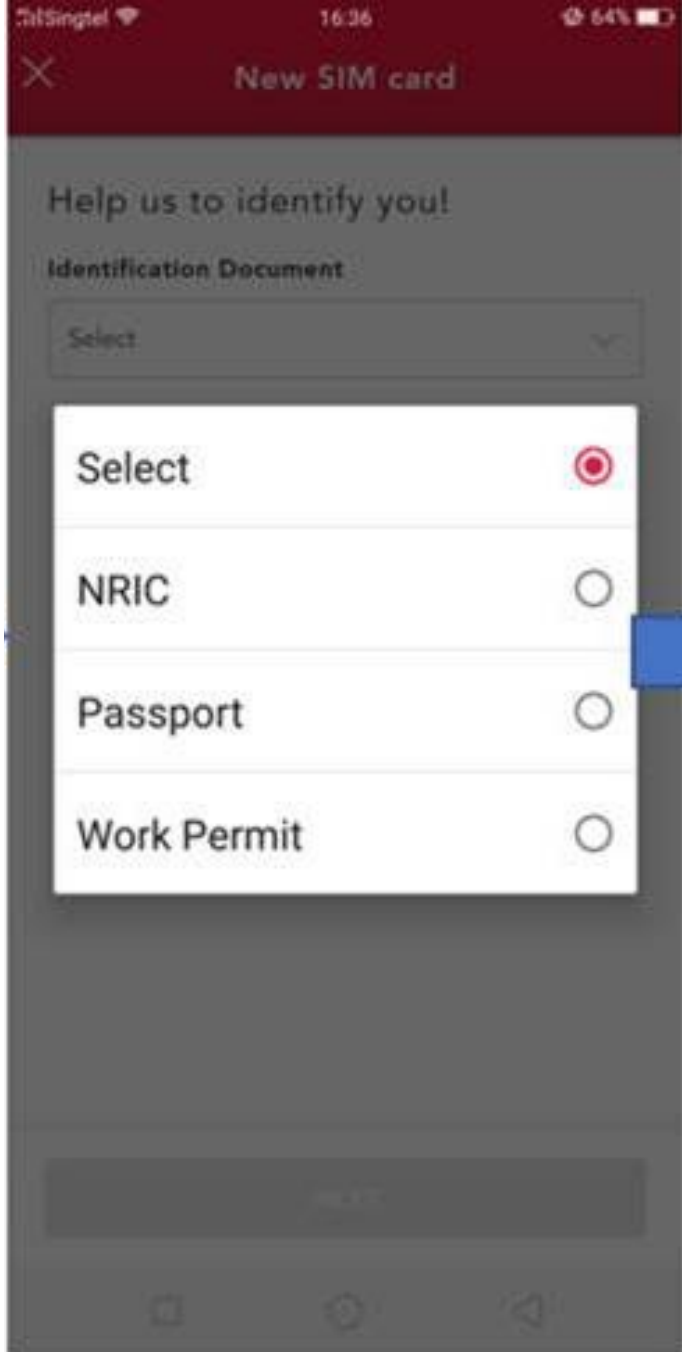 Singtel 16:36 64%
New SIM card
Help us to identify you!
Identification Document
Select
Select
NRIC
Passport
Work Permit